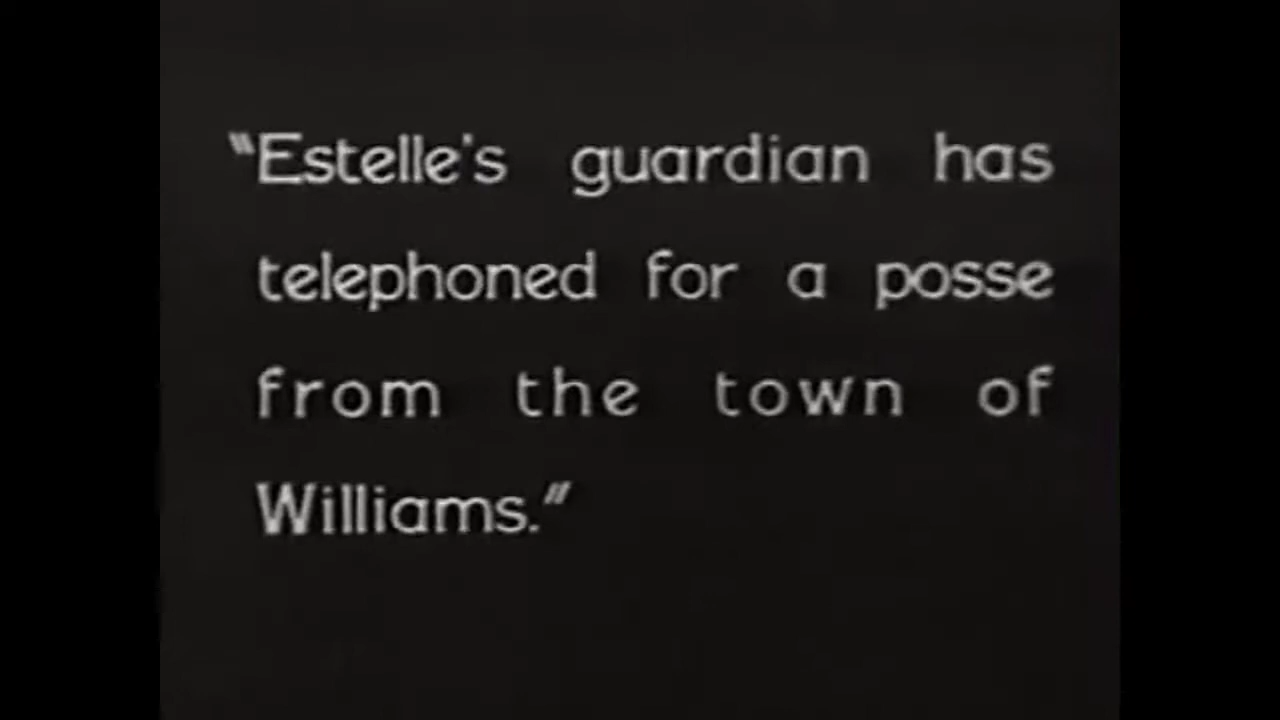 "Estelle's guardian has
telephoned for a posse
from the town of
Williams."